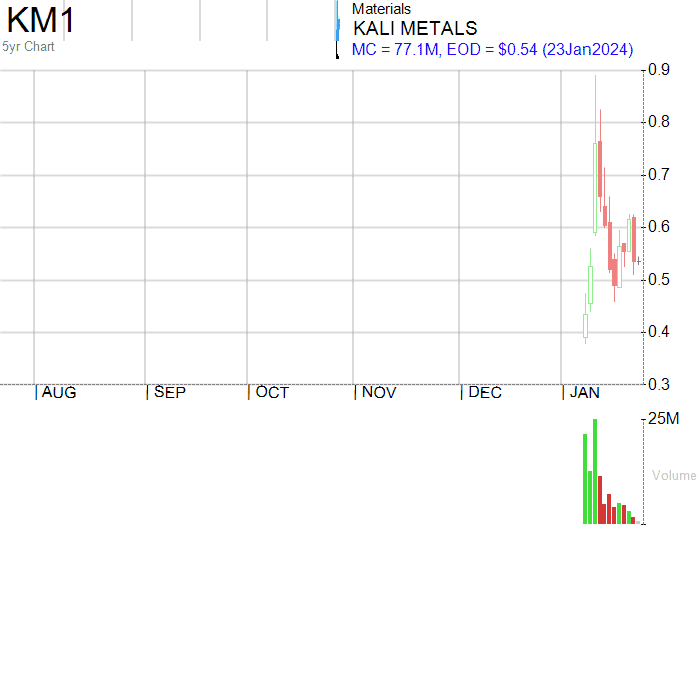 KM1
5yr Chart
Materials
KALI METALS
MC = 77.1M, EOD = $0.54 (23Jan2024)
0.9
0.8
0.7
0.6
0.5
0.4
0.3
AUG SEP OCT NOV DEC JAN
25M
Volume